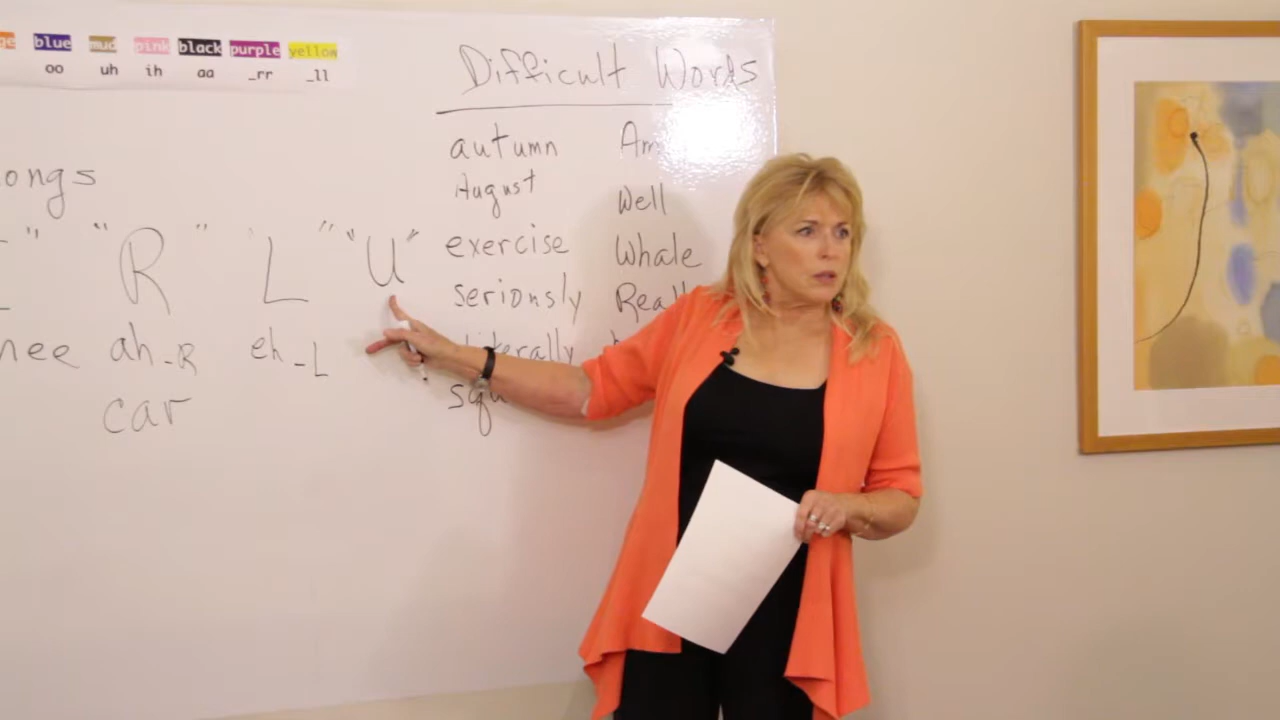 blue mud pink black purple yellow
oo uh ih aa _rr _ll
Difficult Words
autumn
August Well
exercise Whale
seriously
"R" "L" "U"
ah_R eh_L
car